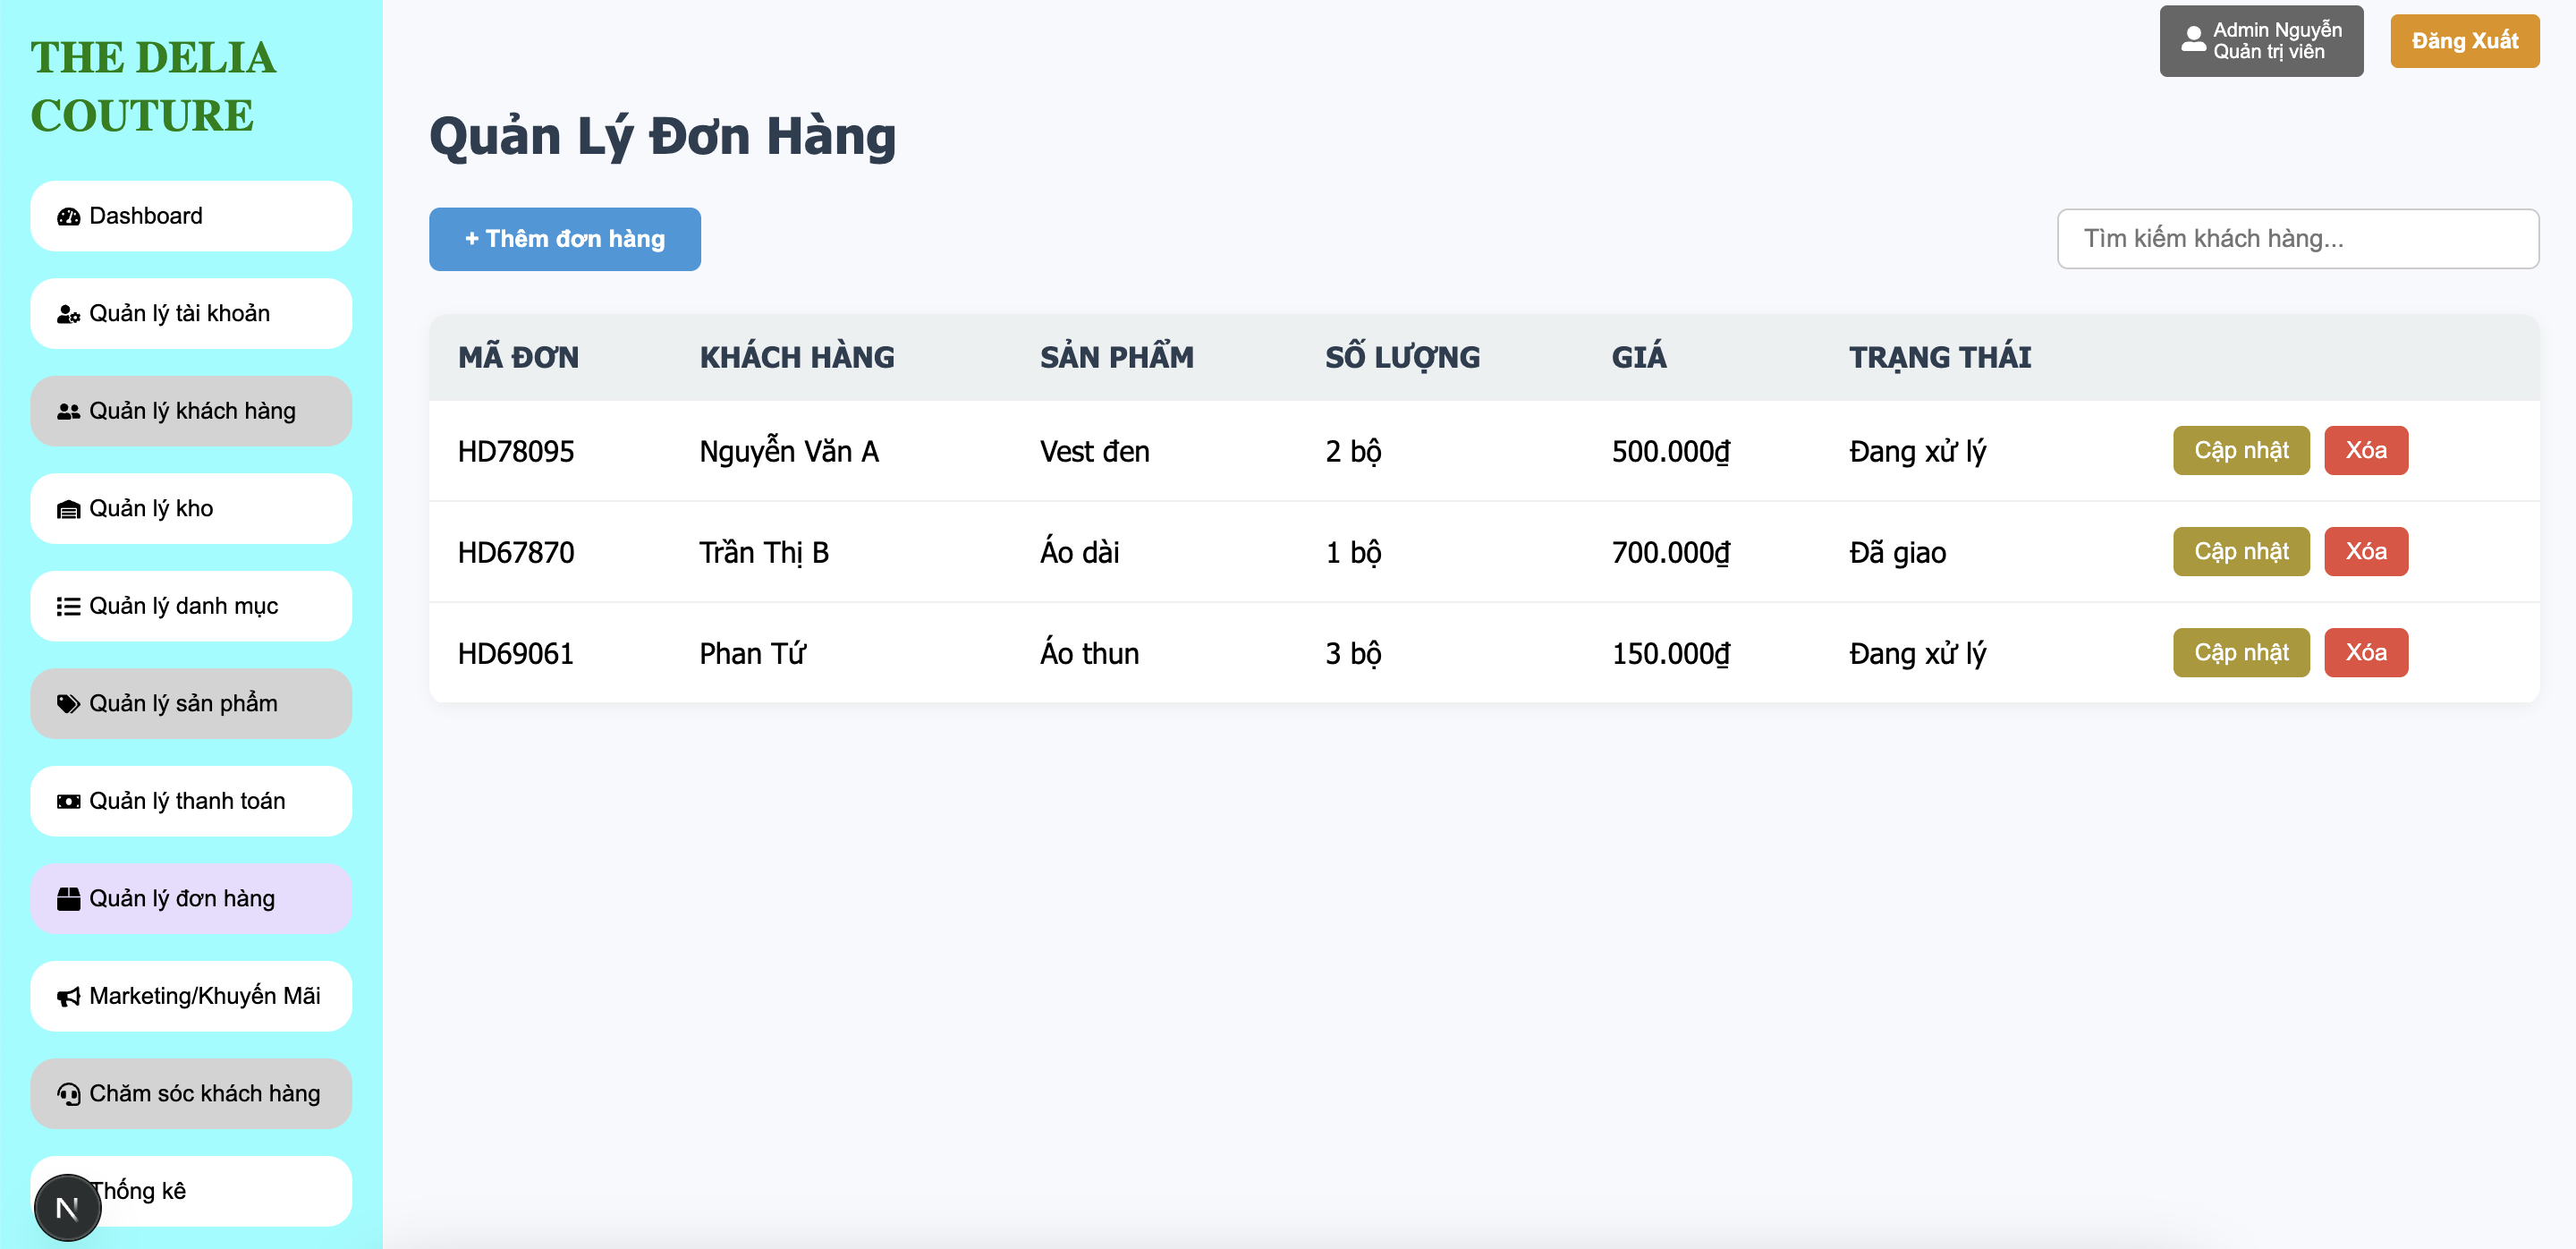 THE DELIA
COUTURE
Dashboard
Quản lý tài khoản
Quản lý khách hàng
Quản lý kho
Quản lý danh mục
Quản lý sản phẩm
Quản lý thanh toán
Quản lý đơn hàng
Marketing/Khuyến Mãi
Chăm sóc khách hàng
Thống kê
N
Admin Nguyễn
Quản trị viên
Đăng Xuất
Quản Lý Đơn Hàng
+ Thêm đơn hàng
Tìm kiếm khách hàng...
MÃ ĐƠN KHÁCH HÀNG SẢN PHẨM SỐ LƯỢNG GIÁ TRẠNG THÁI
HD78095 Nguyễn Văn A Vest đen 2 bộ 500.000₫ Đang xử lý Cập nhật Xóa
HD67870 Trần Thị B Áo dài 1 bộ 700.000₫ Đã giao Cập nhật Xóa
HD69061 Phan Tứ Áo thun 3 bộ 150.000₫ Đang xử lý Cập nhật Xóa